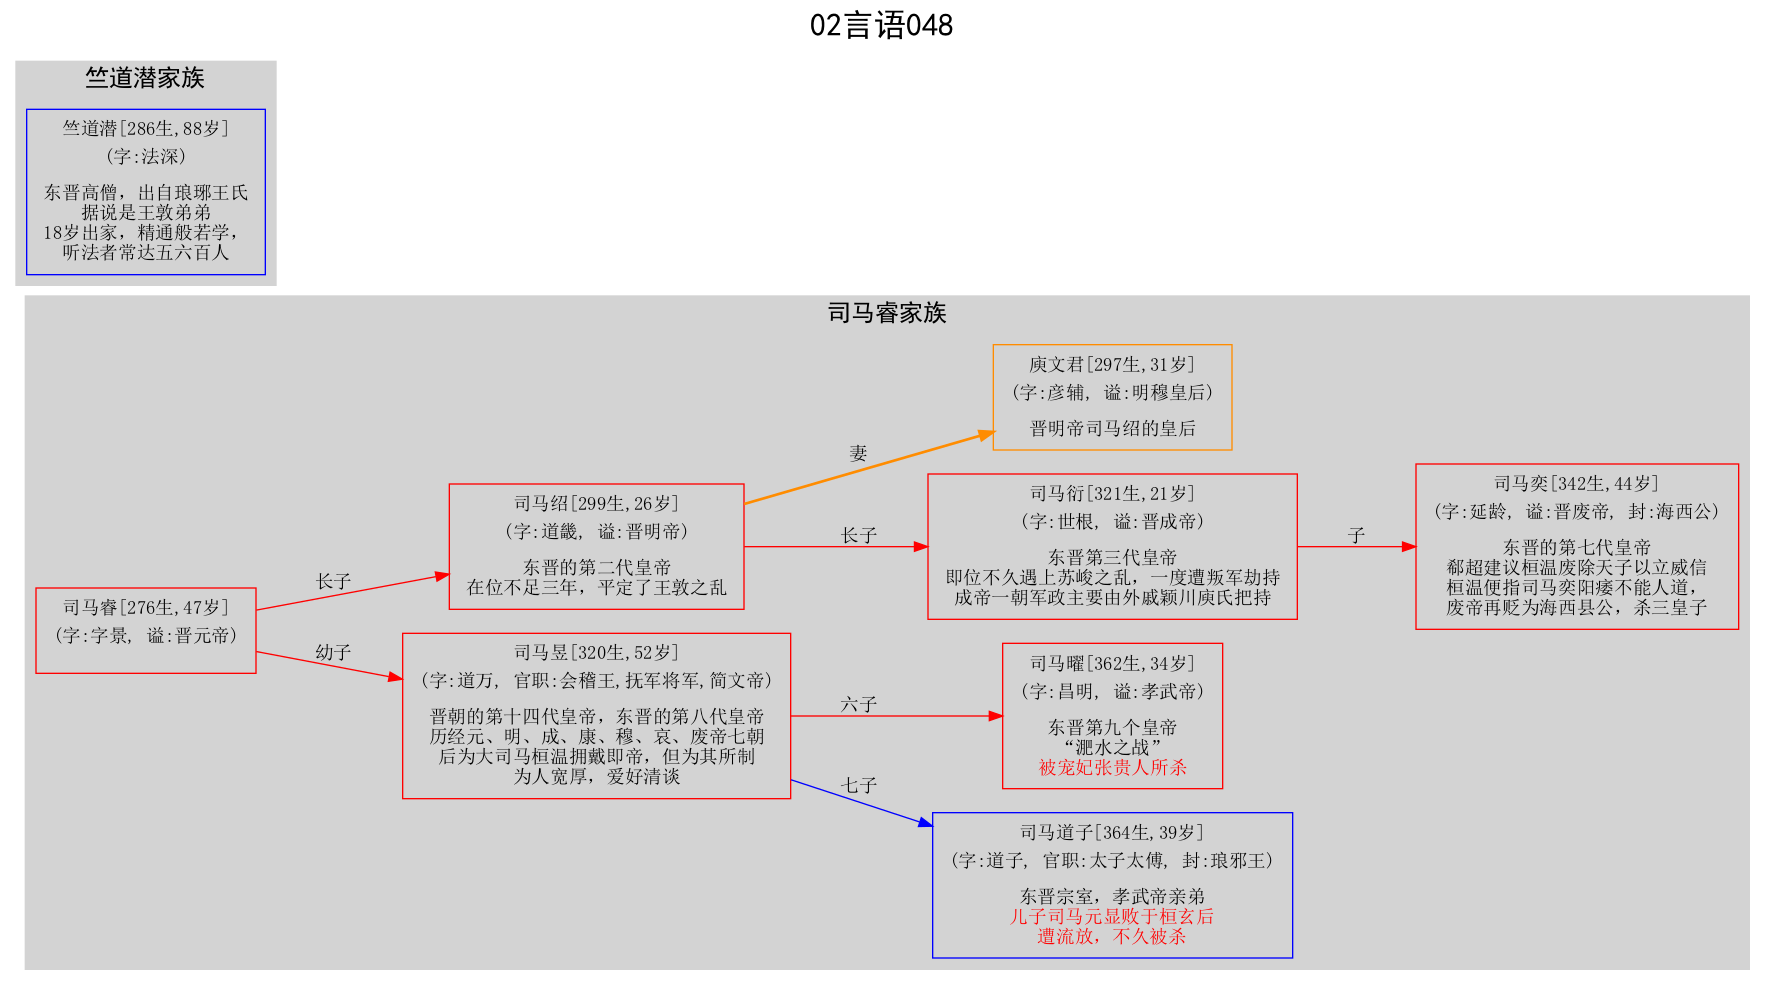 02言语048
竺道潜家族
竺道潜[286生,88岁]
(字:法深)
东晋高僧，出自琅琊王氏
据说是王敦弟弟
18岁出家，精通般若学，
听法者常达五六百人
司马睿家族
司马睿[276生,47岁]
(字:字景, 谥:晋元帝)
长子
幼子
司马绍[299生,26岁]
(字:道畿, 谥:晋明帝)
东晋的第二代皇帝
在位不足三年，平定了王敦之乱
司马昱[320生,52岁]
(字:道万, 官职:会稽王,抚军将军,简文帝)
晋朝的第十四代皇帝，东晋的第八代皇帝
历经元、明、成、康、穆、哀、废帝七朝
后为大司马桓温拥戴即帝，但为其所制
为人宽厚，爱好清谈
妻
长子
六子
七子
庾文君[297生,31岁]
(字:彦辅, 谥:明穆皇后)
晋明帝司马绍的皇后
司马衍[321生,21岁]
(字:世根, 谥:晋成帝)
东晋第三代皇帝
即位不久遇上苏峻之乱，一度遭叛军劫持
成帝一朝军政主要由外戚颖川庾氏把持
司马曜[362生,34岁]
(字:昌明, 谥:孝武帝)
东晋第九个皇帝
“淝水之战”
被宠妃张贵人所杀
司马道子[364生,39岁]
(字:道子, 官职:太子太傅, 封:琅邪王)
东晋宗室，孝武帝亲弟
儿子司马元显败于桓玄后
遭流放，不久被杀
子
司马奕[342生,44岁]
(字:延龄, 谥:晋废帝, 封:海西公)
东晋的第七代皇帝
郗超建议桓温废除天子以立威信
桓温便指司马奕阳痿不能人道，
废帝再贬为海西县公，杀三皇子